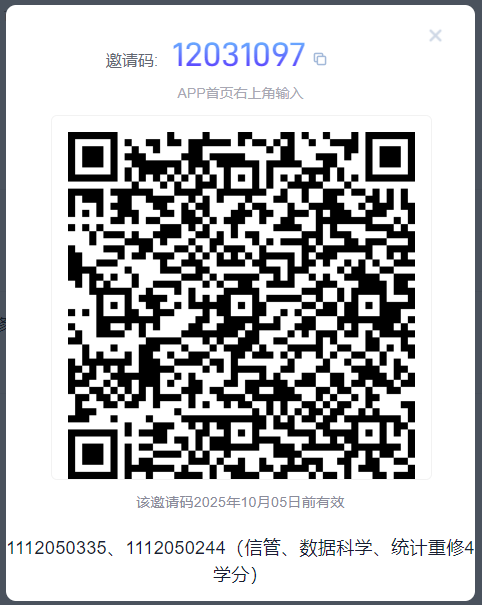 邀请码: 12031097
APP首页右上角输入
该邀请码2025年10月05日前有效
1112050335、1112050244（信管、数据科学、统计重修4
学分）